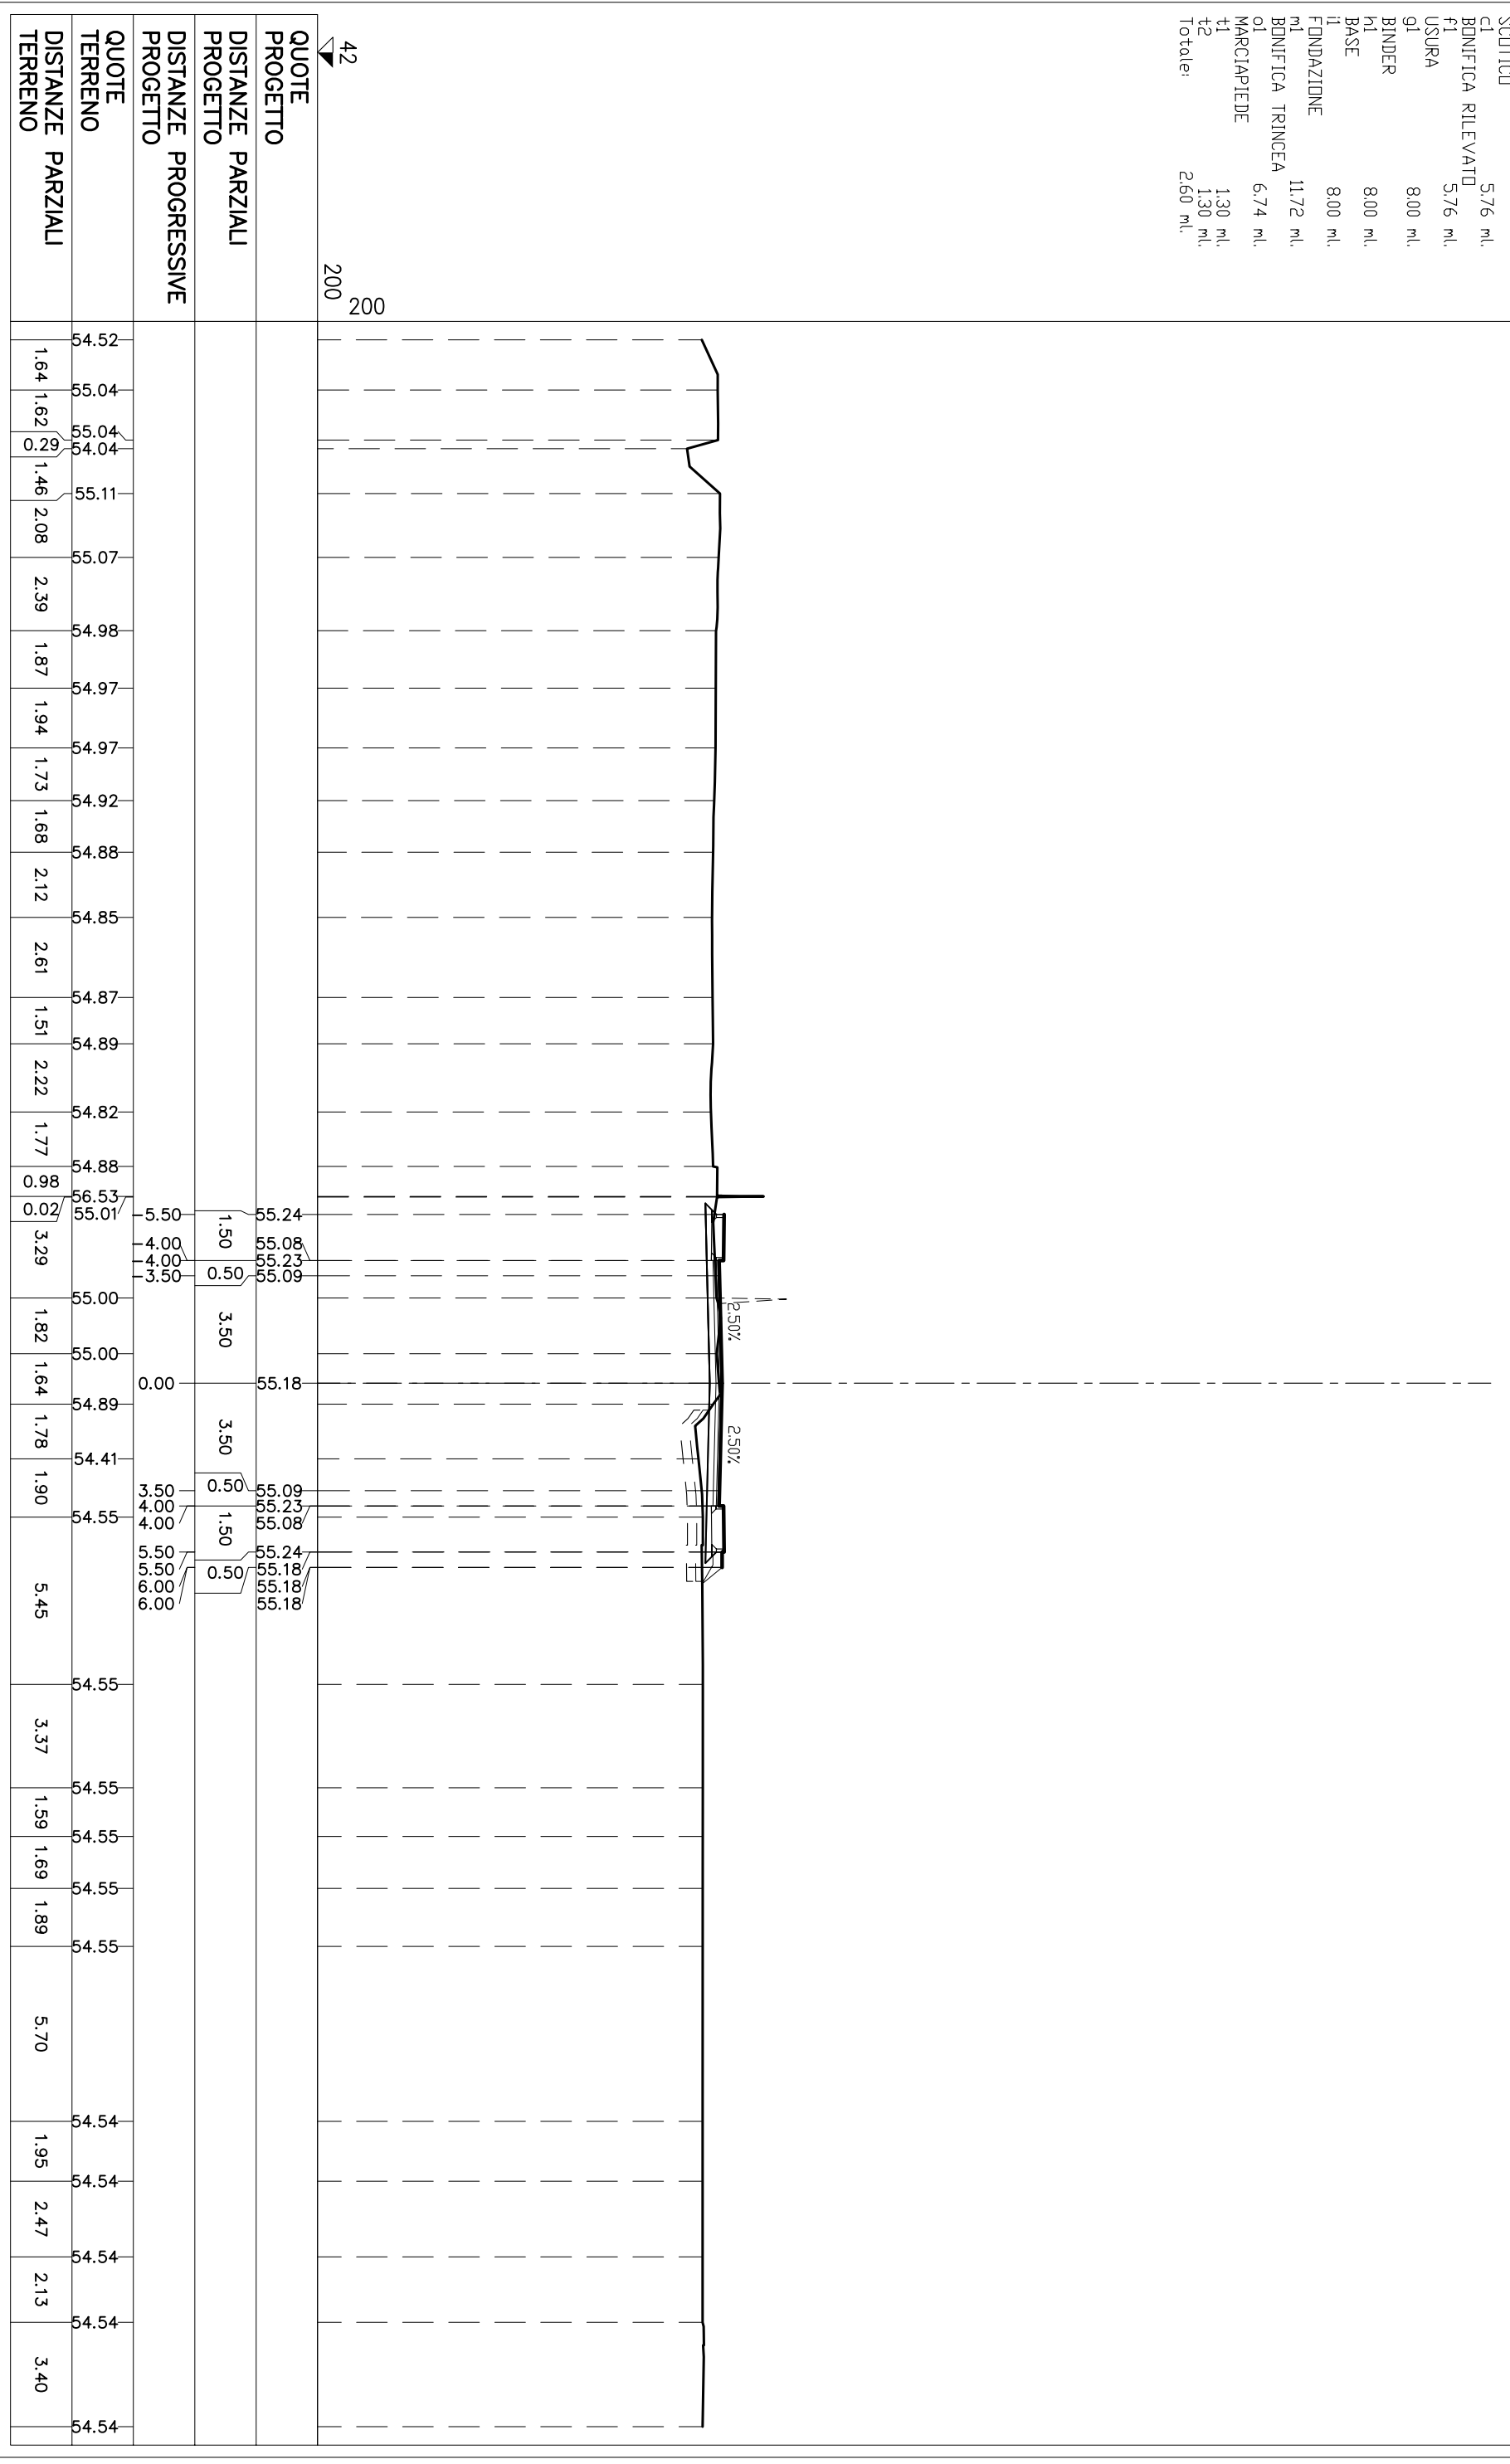 SCOTICO
c1 5.76 ml.
BONIFICA RILEVATO
f1 5.76 ml.
USURA
g1 8.00 ml.
BINDER
h1 8.00 ml.
BASE
i1 8.00 ml.
FONDAZIONE
m1 11.72 ml.
BONIFICA TRINCEA
o1 6.74 ml.
MARCIAPIEDE
t1 1.30 ml.
t2 1.30 ml.
Totale: 2.60 ml.
2.50% 2.50%
200
42 200
QUOTE
PROGETTO
55.24 55.08 55.23 55.09 55.18 55.09 55.23 55.08 55.24 55.18 55.18 55.18
DISTANZE PARZIALI
PROGETTO
1.50 0.50 3.50 3.50 0.50 1.50 0.50
DISTANZE PROGRESSIVE
PROGETTO
-5.50 -4.00 -4.00 -3.50 0.00 3.50 4.00 4.00 5.50 5.50 6.00 6.00
QUOTE
TERRENO
54.52 55.04 55.04 54.04 55.11 55.07 54.98 54.97 54.97 54.92 54.88 54.85 54.87 54.89 54.82 54.88 56.53 55.01 55.00 55.00 54.89 54.41 54.55 54.55 54.55 54.55 54.55 54.55 54.54 54.54 54.54 54.54 54.54
DISTANZE PARZIALI
TERRENO
1.64 1.62 0.29 1.46 2.08 2.39 1.87 1.94 1.73 1.68 2.12 2.61 1.51 2.22 1.77 0.98 0.02 3.29 1.82 1.64 1.78 1.90 5.45 3.37 1.59 1.69 1.89 5.70 1.95 2.47 2.13 3.40